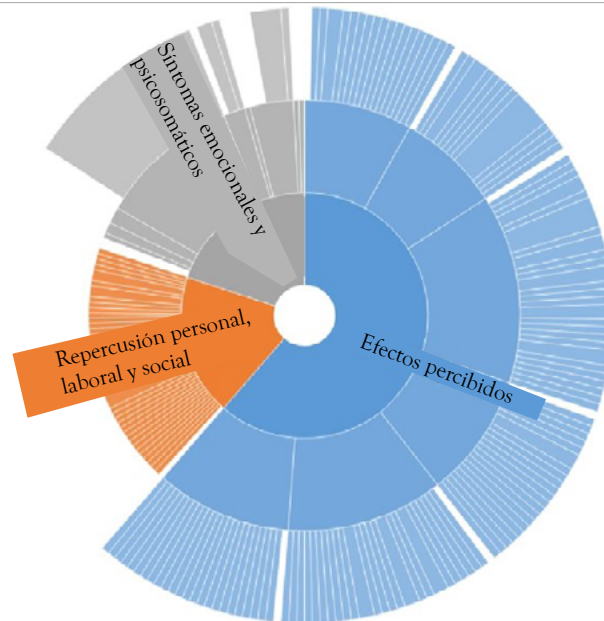 Síntomas emocionales y
psicosomáticos
Repercusión personal,
laboral y social
Efectos percibidos